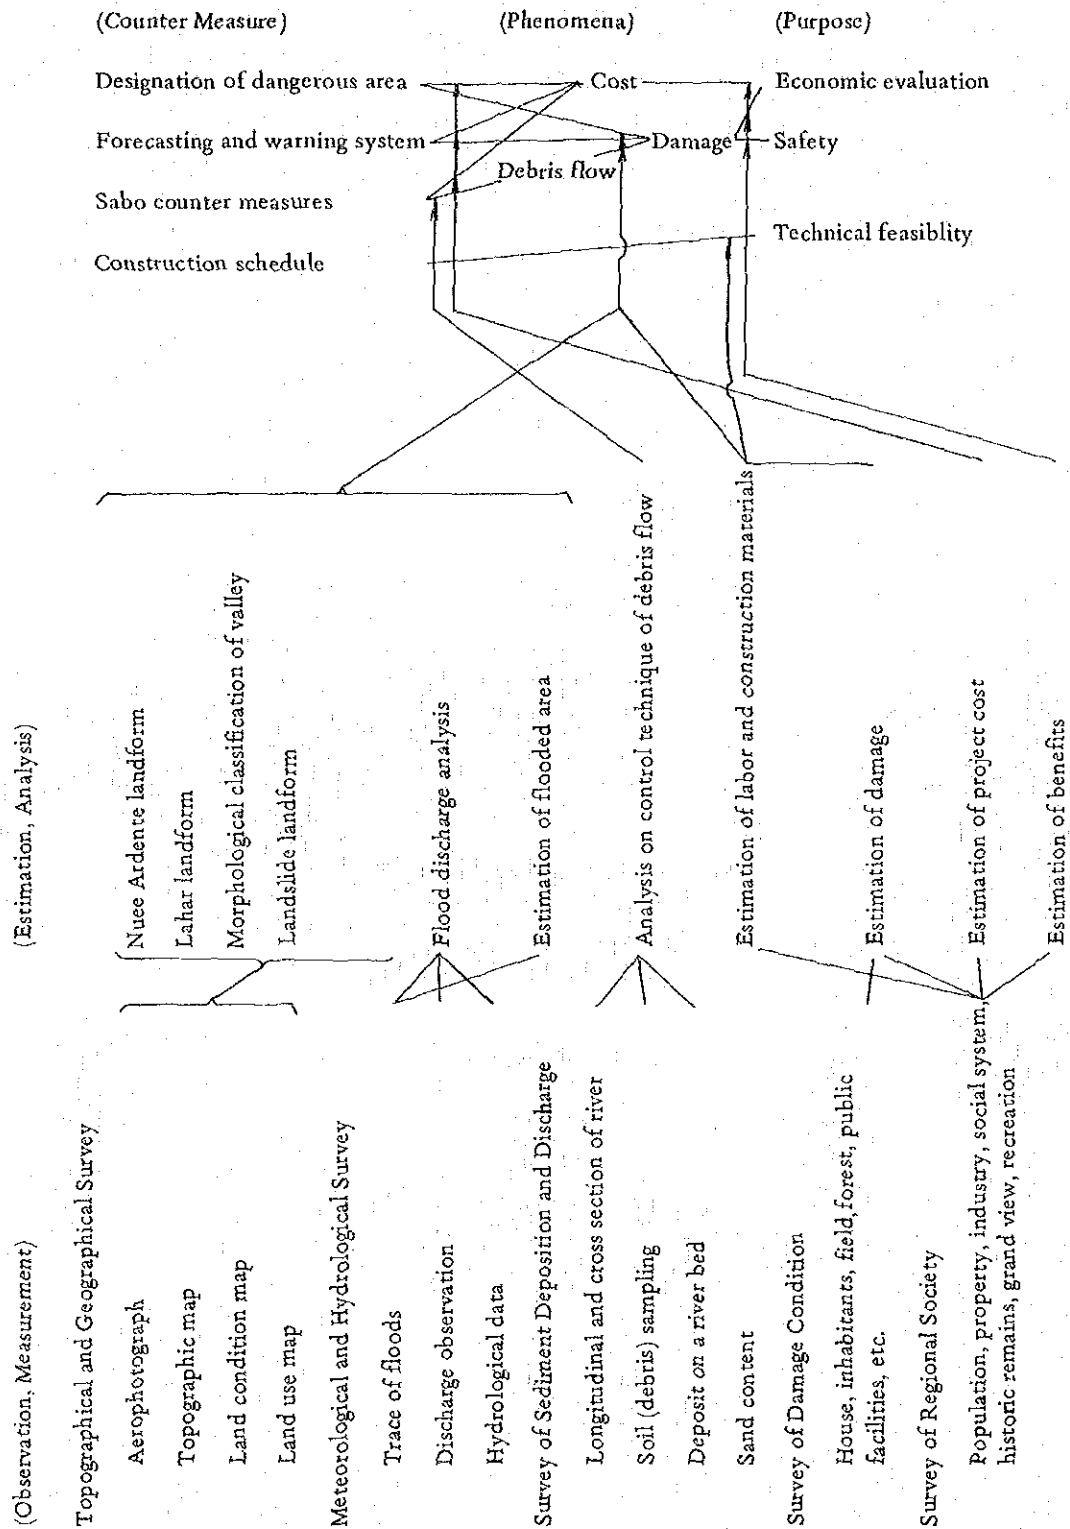 (Counter Measure)
(Phenomena)
(Purpose)
Designation of dangerous area
Cost
Economic evaluation
Forecasting and warning system
Damage
Safety
Debris flow
Sabo counter measures
Technical feasiblity
Construction schedule
(Estimation, Analysis)
Nuee Ardente landform
Lahar landform
Morphological classification of valley
Landslide landform
Flood discharge analysis
Estimation of flooded area
Analysis on control technique of debris flow
Estimation of labor and construction materials
Estimation of damage
Estimation of project cost
Estimation of benefits
(Observation, Measurement)
Topographical and Geographical Survey
Aerophotograph
Topographic map
Land condition map
Land use map
Meteorological and Hydrological Survey
Trace of floods
Discharge observation
Hydrological data
Survey of Sediment Deposition and Discharge
Longitudinal and cross section of river
Soil (debris) sampling
Deposit on a river bed
Sand content
Survey of Damage Condition
House, inhabitants, field, forest, public
facilities, etc.
Survey of Regional Society
Population, property, industry, social system,
historic remains, grand view, recreation